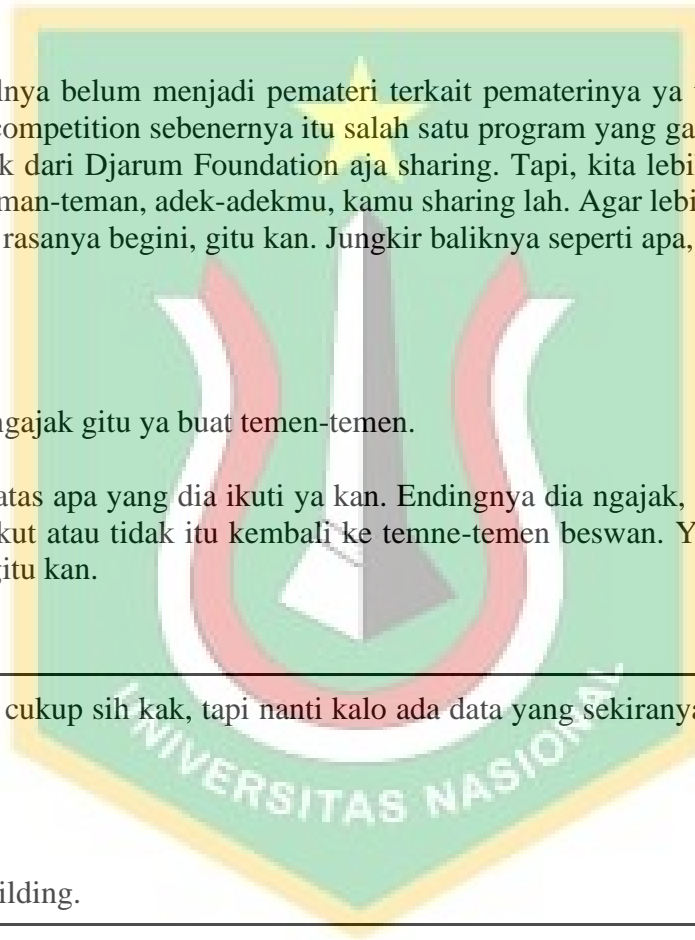 lnya belum menjadi pemateri terkait pematerinya ya
competition sebenernya itu salah satu program yang ga
k dari Djarum Foundation aja sharing. Tapi, kita lebi
man-teman, adek-adekmu, kamu sharing lah. Agar lebi
rasanya begini, gitu kan. Jungkir baliknya seperti apa,
ngajak gitu ya buat temen-temen.
atas apa yang dia ikuti ya kan. Endingnya dia ngajak,
kut atau tidak itu kembali ke temne-temen beswan. Y
gitu kan.
cukup sih kak, tapi nanti kalo ada data yang sekiranya
UNIVERSITAS NASIONAL
ilding.